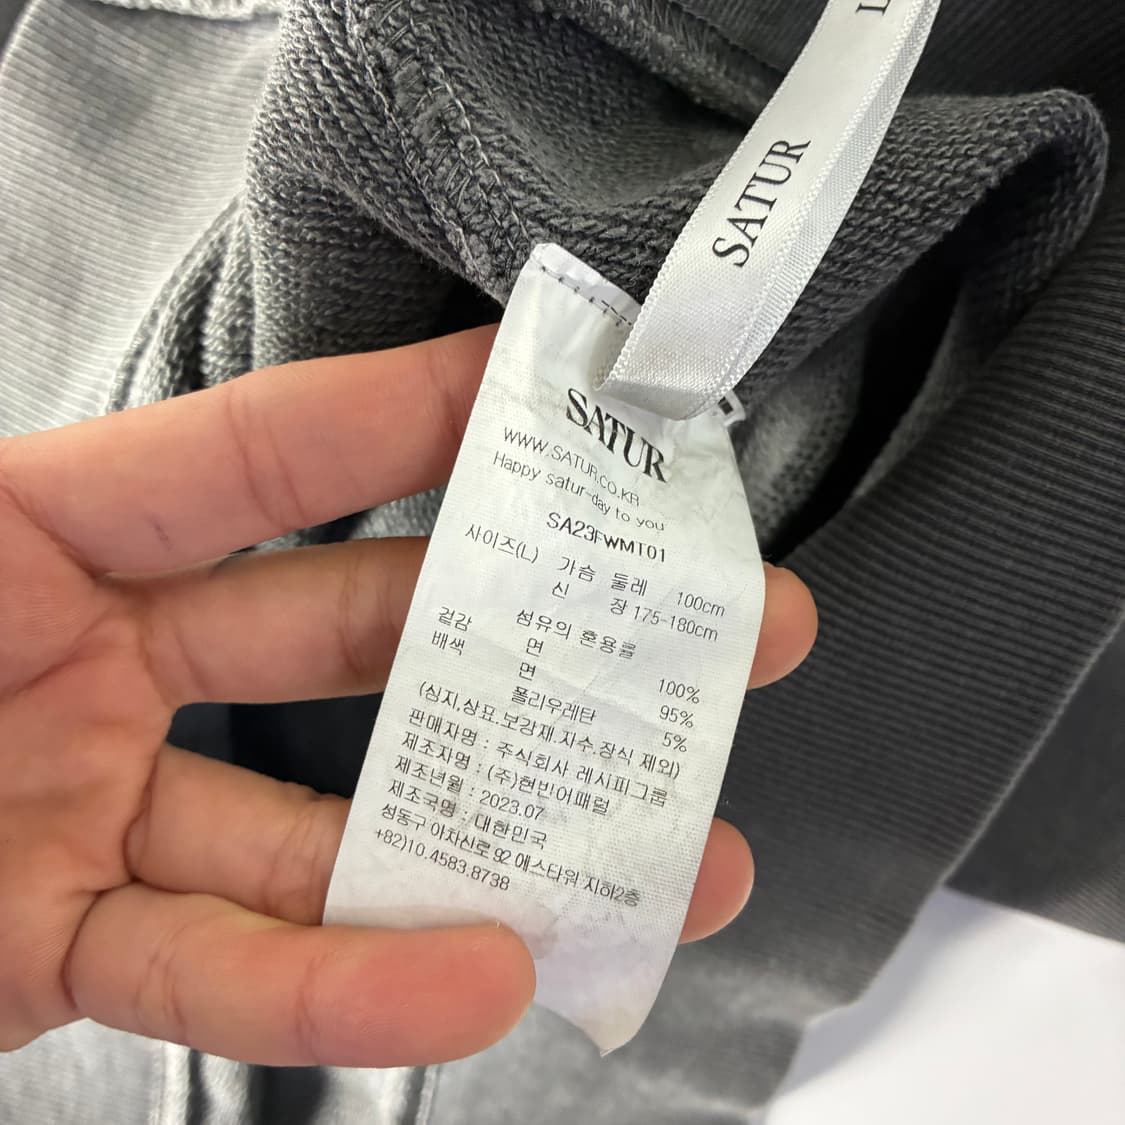 L
SATUR
SATUR
WWW.SATUR.CO.KR
Happy satur-day to you
SA23FWMT01
사이즈(L) 가슴 둘레 100cm
신 장 175-180cm
섬유의 혼용률
겉감 면 100%
배색 면 95%
폴리우레탄 5%
(심지,상표.보강재.자수.장식 제외)
판매자명 : 주식회사 레시피그룹
제조자명 : (주)현빈어패럴
제조년월 : 2023.07
제조국명 : 대한민국
성동구 아차산로 92 에스타워 지하2층
+82)10.4583.8738